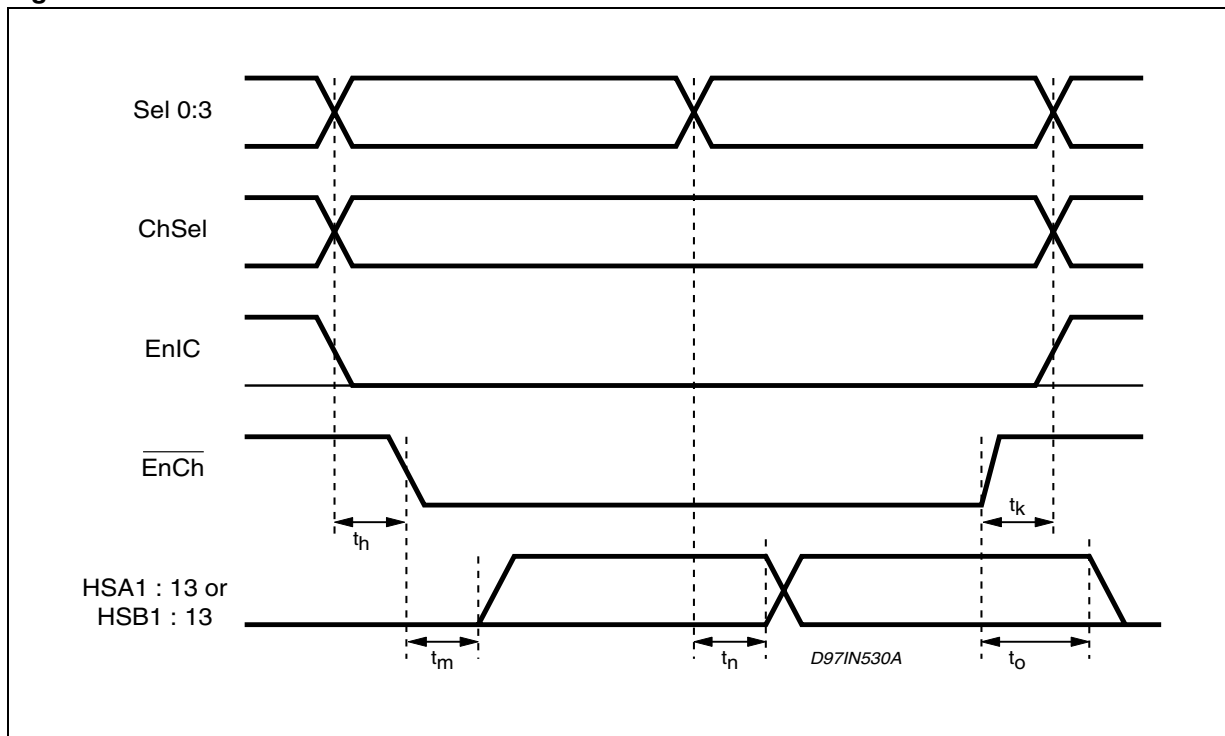 Sel 0:3
ChSel
EnIC
EnCh
th
tk
HSA1 : 13 or
HSB1 : 13
tm
tn
D97IN530A
to